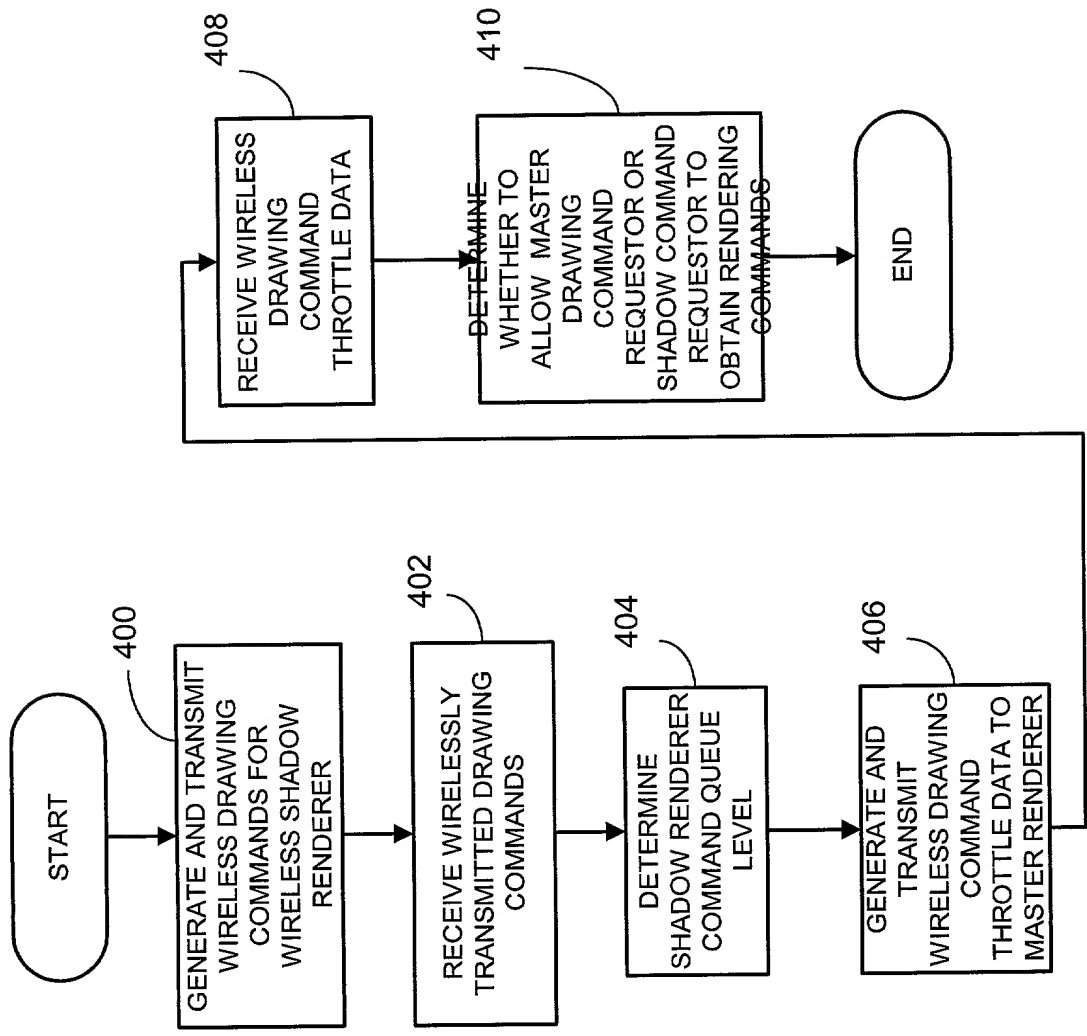 START
400
GENERATE AND TRANSMIT
WIRELESS DRAWING
COMMANDS FOR
WIRELESS SHADOW
RENDERER
402
RECEIVE WIRELESSLY
TRANSMITTED DRAWING
COMMANDS
404
DETERMINE
SHADOW RENDERER
COMMAND QUEUE
LEVEL
406
GENERATE AND
TRANSMIT
WIRELESS DRAWING
COMMAND
THROTTLE DATA TO
MASTER RENDERER
408
RECEIVE WIRELESS
DRAWING
COMMAND
THROTTLE DATA
410
DETERMINE
WHETHER TO
ALLOW MASTER
DRAWING
COMMAND
REQUESTOR OR
SHADOW COMMAND
REQUESTOR TO
OBTAIN RENDERING
COMMANDS
END